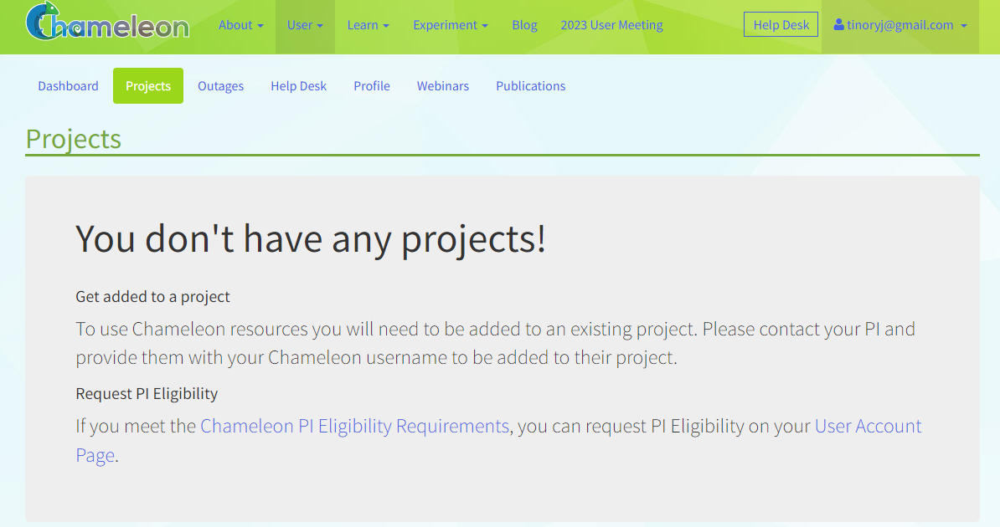 Chameleon About User Learn Experiment Blog 2023 User Meeting Help Desk tinoryj@gmail.com
Dashboard Projects Outages Help Desk Profile Webinars Publications
Projects
You don't have any projects!
Get added to a project
To use Chameleon resources you will need to be added to an existing project. Please contact your PI and
provide them with your Chameleon username to be added to their project.
Request PI Eligibility
If you meet the Chameleon PI Eligibility Requirements, you can request PI Eligibility on your User Account
Page.